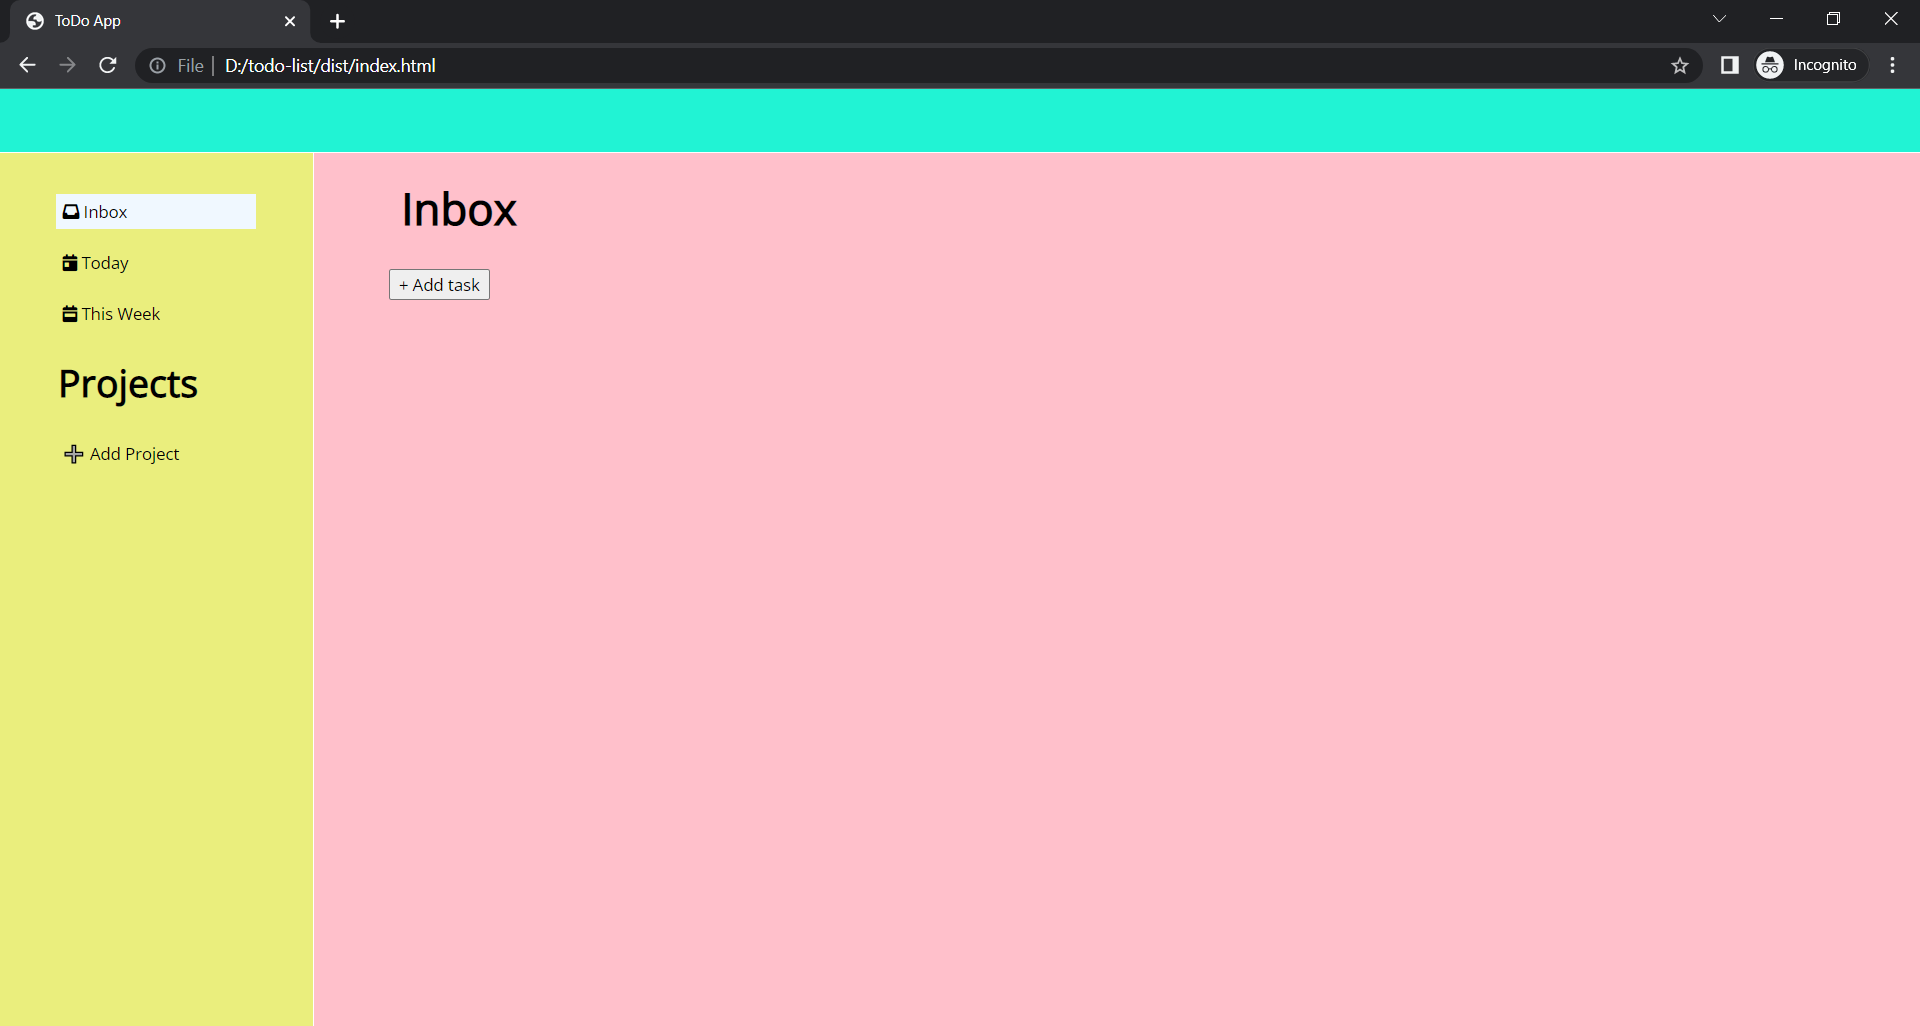 ToDo App
File | D:/todo-list/dist/index.html
Incognito
Inbox
Today
This Week
Projects
Add Project
Inbox
+ Add task